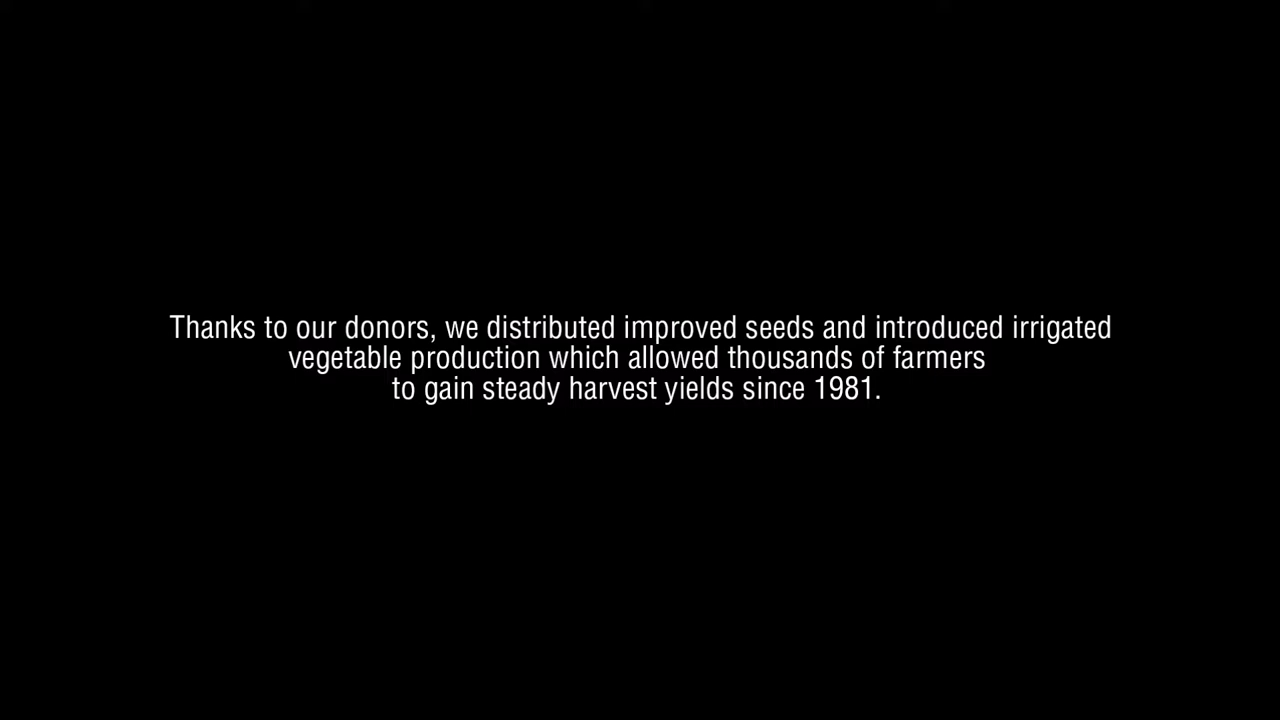 Thanks to our donors, we distributed improved seeds and introduced irrigated
vegetable production which allowed thousands of farmers
to gain steady harvest yields since 1981.